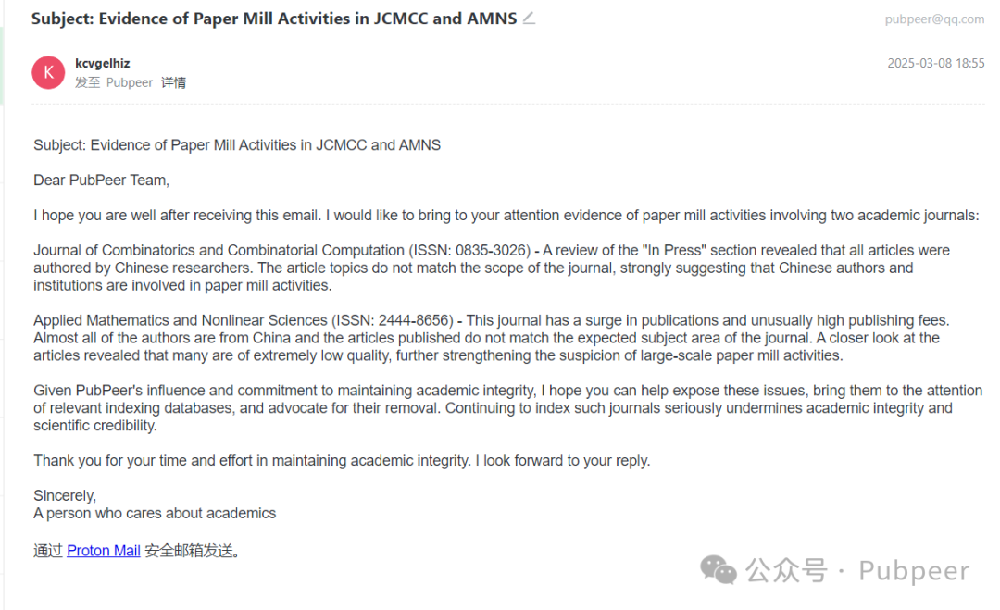 Subject: Evidence of Paper Mill Activities in JCMCC and AMNS
pubpeer@qq.com
K
kcvgelhiz
2025-03-08 18:55
发至 Pubpeer 详情
Subject: Evidence of Paper Mill Activities in JCMCC and AMNS
Dear PubPeer Team,
I hope you are well after receiving this email. I would like to bring to your attention evidence of paper mill activities involving two academic journals:
Journal of Combinatorics and Combinatorial Computation (ISSN: 0835-3026) - A review of the "In Press" section revealed that all articles were
authored by Chinese researchers. The article topics do not match the scope of the journal, strongly suggesting that Chinese authors and
institutions are involved in paper mill activities.
Applied Mathematics and Nonlinear Sciences (ISSN: 2444-8656) - This journal has a surge in publications and unusually high publishing fees.
Almost all of the authors are from China and the articles published do not match the expected subject area of the journal. A closer look at the
articles revealed that many are of extremely low quality, further strengthening the suspicion of large-scale paper mill activities.
Given PubPeer's influence and commitment to maintaining academic integrity, I hope you can help expose these issues, bring them to the attention
of relevant indexing databases, and advocate for their removal. Continuing to index such journals seriously undermines academic integrity and
scientific credibility.
Thank you for your time and effort in maintaining academic integrity. I look forward to your reply.
Sincerely,
A person who cares about academics
通过 Proton Mail 安全邮箱发送。
公众号 · Pubpeer